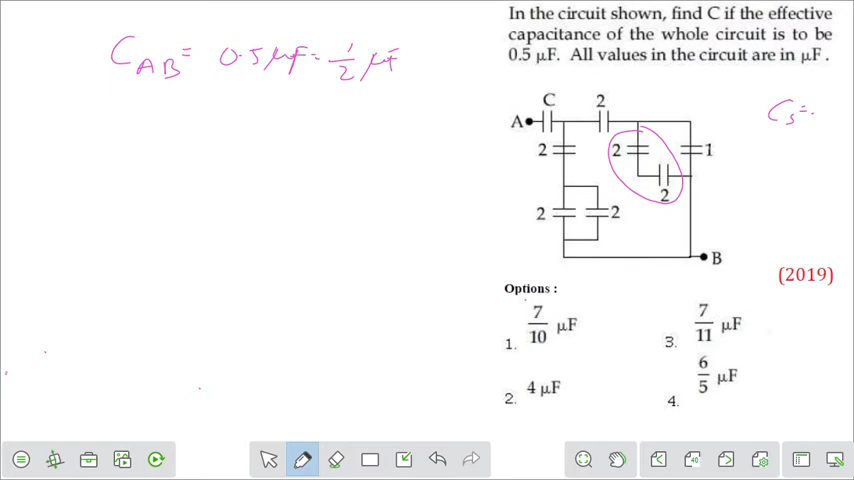 C_AB = 0.5 μF = 1/2 μF
In the circuit shown, find C if the effective
capacitance of the whole circuit is to be
0.5 μF. All values in the circuit are in μF .
C_s =
C
2
A
2
2
1
2
2
2
B
(2019)
Options :
1. 7/10 μF
3. 7/11 μF
2. 4 μF
4. 6/5 μF
40